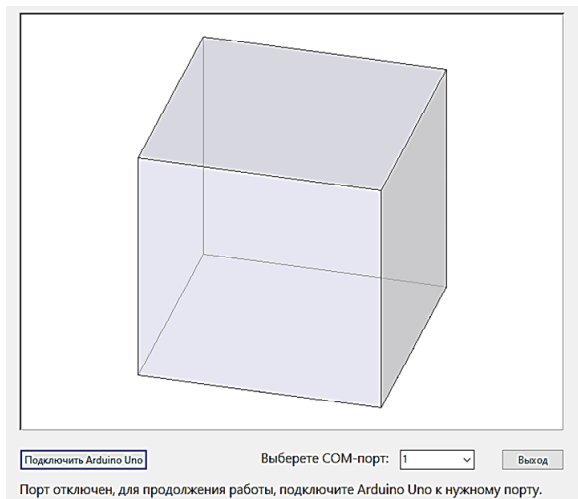 Подключить Arduino Uno Выберете COM-порт: 1 Выход
Порт отключен, для продолжения работы, подключите Arduino Uno к нужному порту.